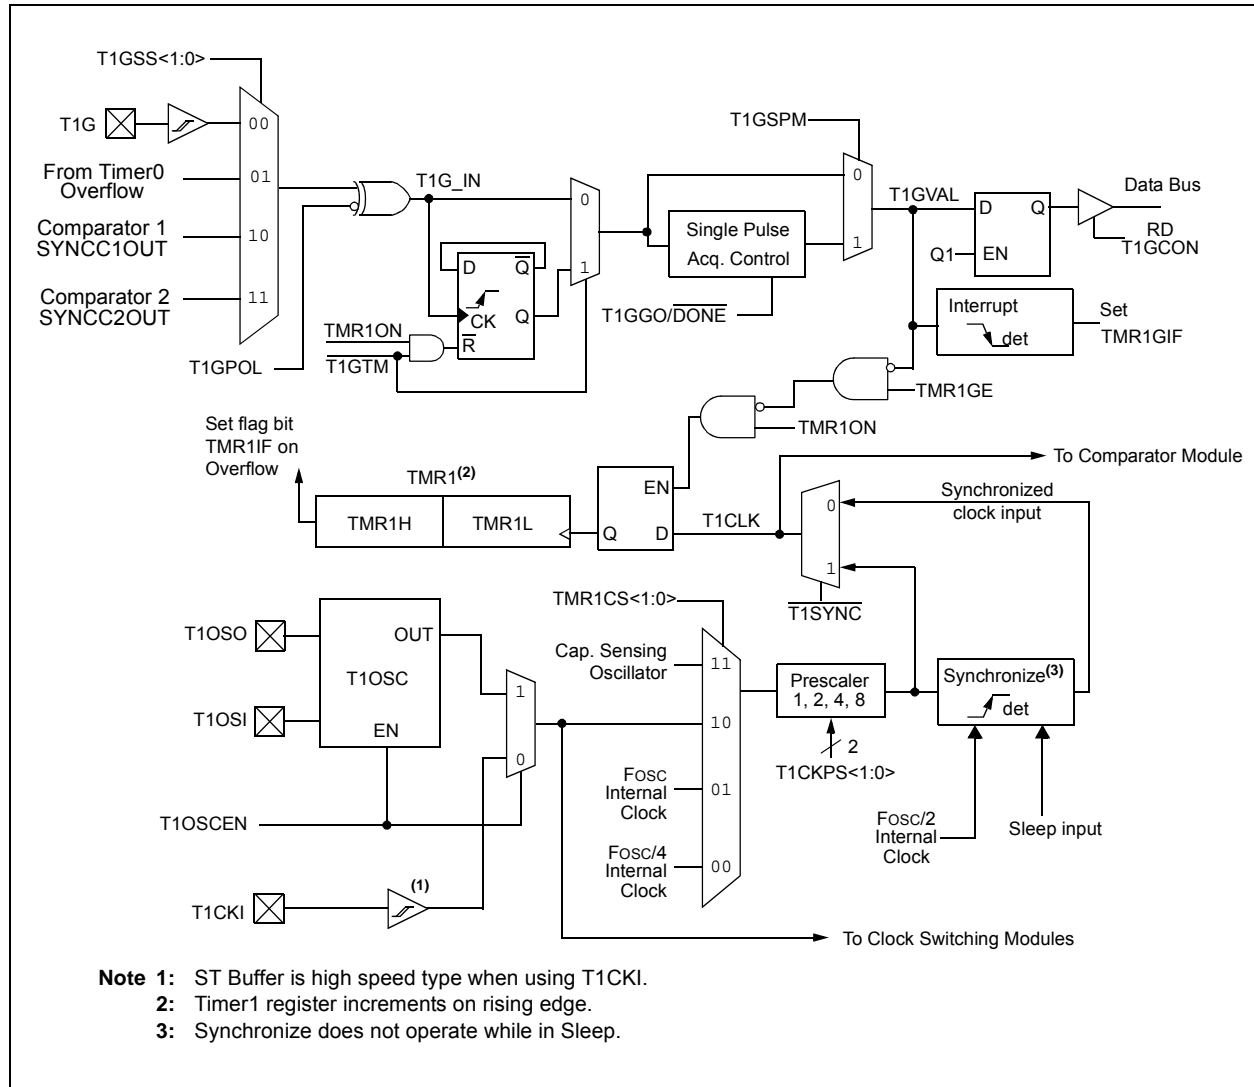 T1GSS<1:0>
T1G
00
From Timer0
Overflow
01
Comparator 1
SYNCC1OUT
10
Comparator 2
SYNCC2OUT
11
T1GPOL
T1G_IN
0
1
D
Q̅
CK
Q
R̅
TMR1ON
T1GTM
T1GSPM
0
1
Single Pulse
Acq. Control
T1GGO/D̅O̅N̅E̅
T1GVAL
D
Q
Q1
EN
Data Bus
RD
T1GCON
Interrupt
det
Set
TMR1GIF
TMR1GE
TMR1ON
Set flag bit
TMR1IF on
Overflow
TMR1(2)
TMR1H
TMR1L
EN
Q
D
T1CLK
To Comparator Module
Synchronized
clock input
0
1
T̅1̅S̅Y̅N̅C̅
TMR1CS<1:0>
T1OSO
OUT
T1OSC
T1OSI
EN
1
0
T1OSCEN
T1CKI
(1)
Cap. Sensing
Oscillator
11
10
FOSC
Internal
Clock
01
FOSC/4
Internal
Clock
00
Prescaler
1, 2, 4, 8
2
T1CKPS<1:0>
Synchronize(3)
det
FOSC/2
Internal
Clock
Sleep input
To Clock Switching Modules
Note 1: ST Buffer is high speed type when using T1CKI.
2: Timer1 register increments on rising edge.
3: Synchronize does not operate while in Sleep.